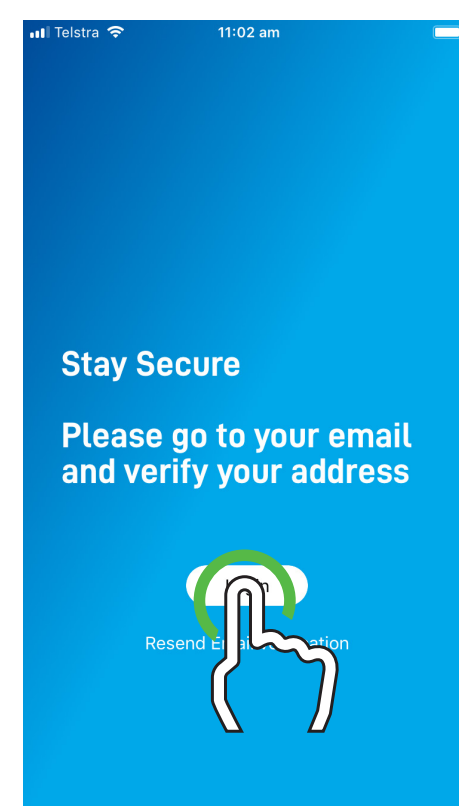 Telstra
11:02 am
Stay Secure
Please go to your email
and verify your address
Resend